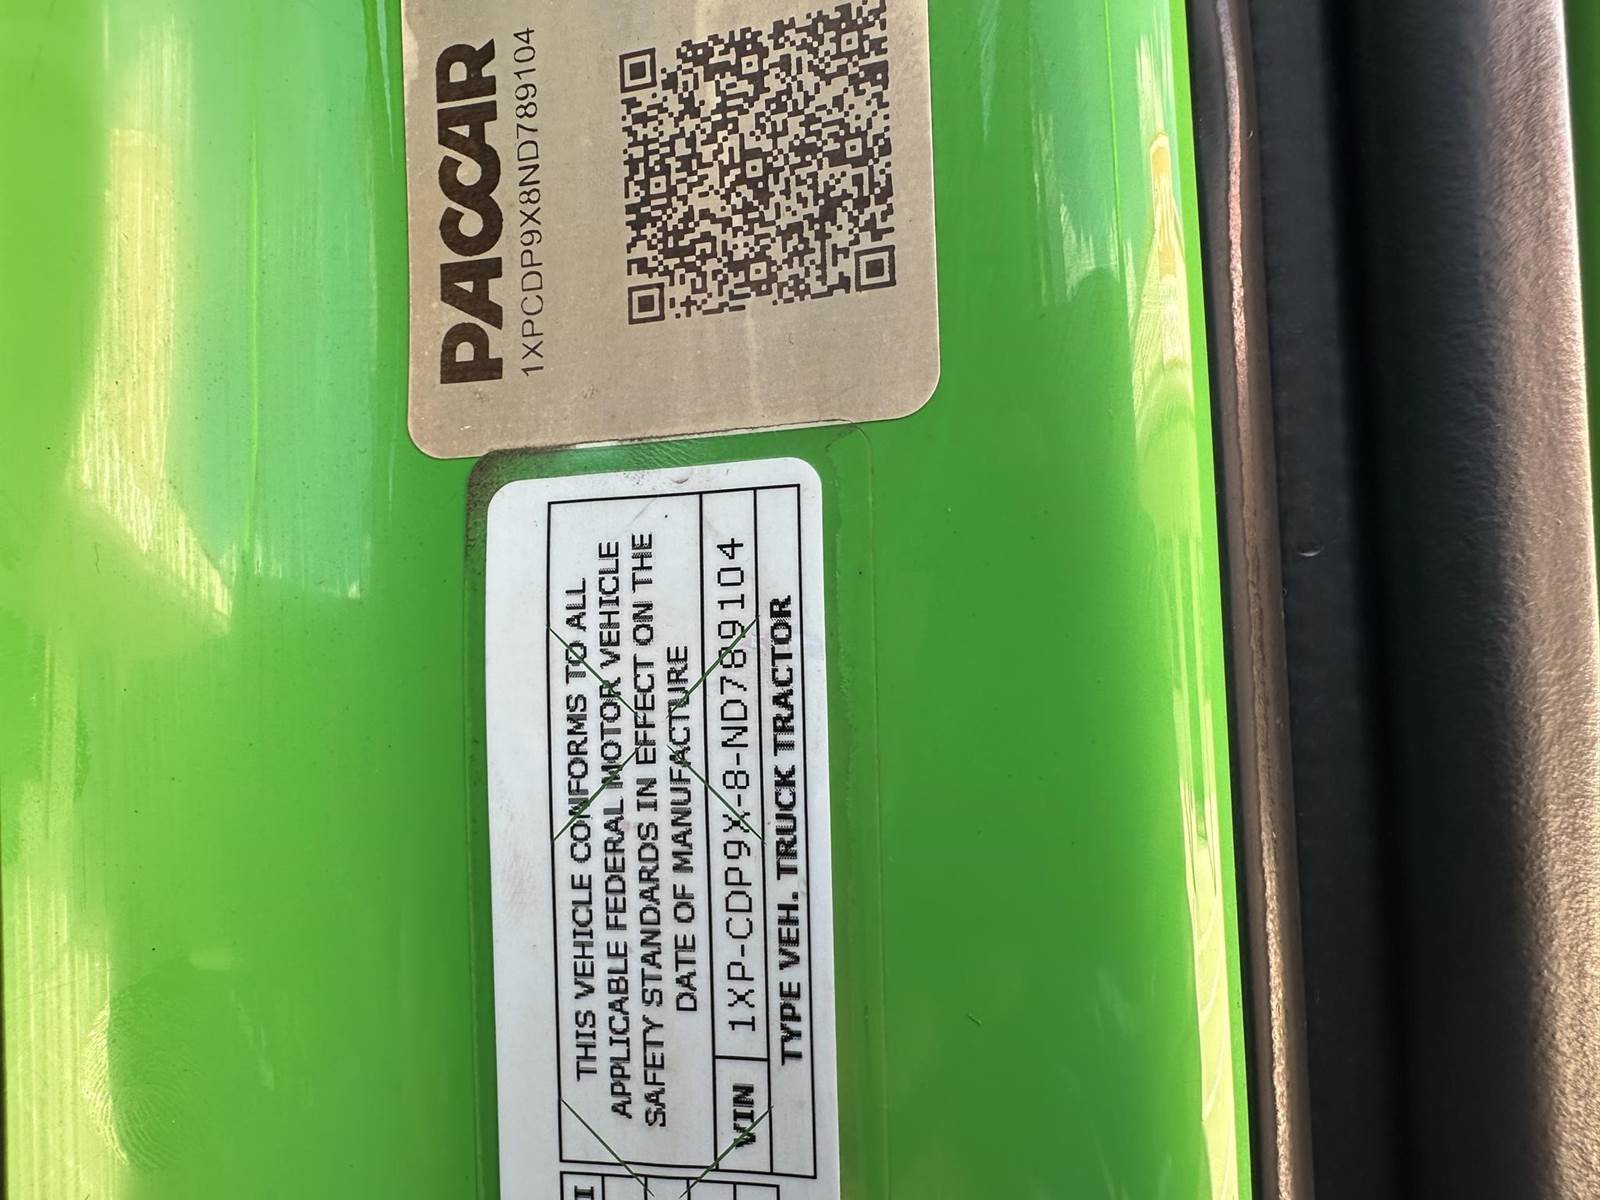 PACCAR
1XPCDP9X8ND789104
THIS VEHICLE CONFORMS TO ALL
APPLICABLE FEDERAL MOTOR VEHICLE
SAFETY STANDARDS IN EFFECT ON THE
DATE OF MANUFACTURE
VIN 1XP-CDP9X-8-ND789104
TYPE VEH. TRUCK TRACTOR